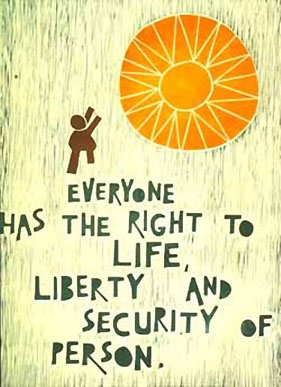 EVERYONE
HAS THE RIGHT TO
LIFE,
LIBERTY AND
SECURITY OF
PERSON.